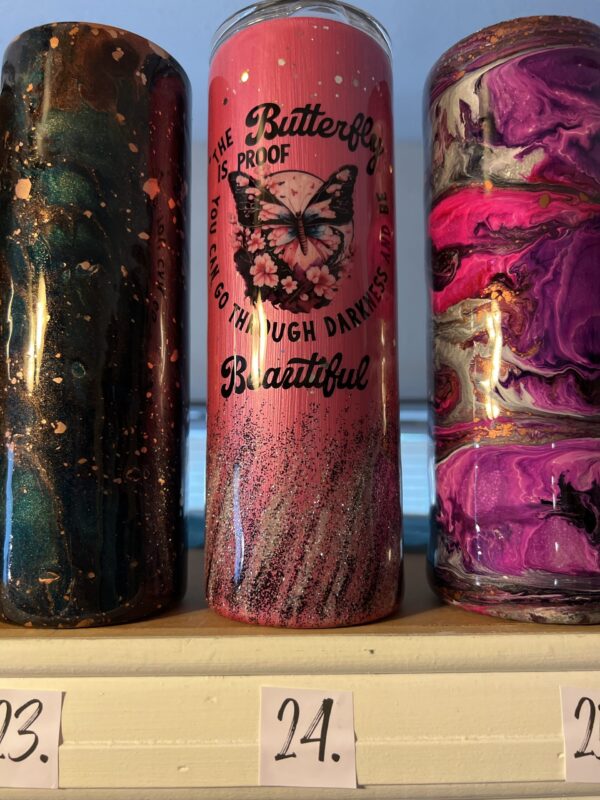 THE Butterfly
IS PROOF
YOU CAN GO THROUGH DARKNESS AND BE
Beautiful
23.
24.